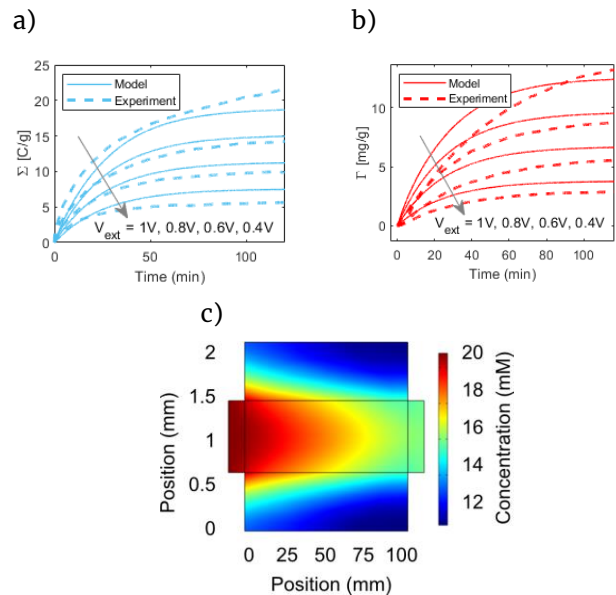 a)
25
20
15
10
5
0
Σ [C/g]
Model
Experiment
V_ext = 1V, 0.8V, 0.6V, 0.4V
0 50 100
Time (min)
b)
10
5
0
Γ [mg/g]
Model
Experiment
V_ext = 1V, 0.8V, 0.6V, 0.4V
0 20 40 60 80 100
Time (min)
c)
2
1.5
1
0.5
0
Position (mm)
0 25 50 75 100
Position (mm)
20
18
16
14
12
Concentration (mM)